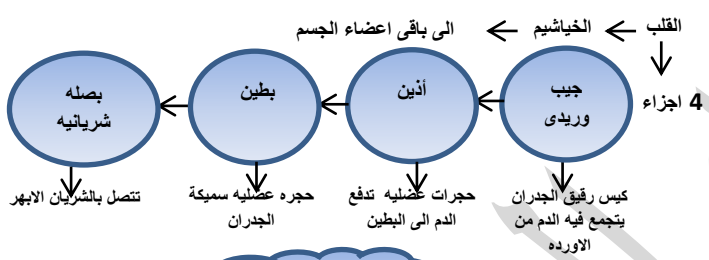 القلب ← الخياشيم ← الى باقى اعضاء الجسم
4 اجزاء
جيب
وريدى
أذين
بطين
بصله
شريانيه
كيس رقيق الجدران
يتجمع فيه الدم من
الاورده
حجرات عضليه تدفع
الدم الى البطين
حجره عضليه سميكة
الجدران
تتصل بالشريان الابهر